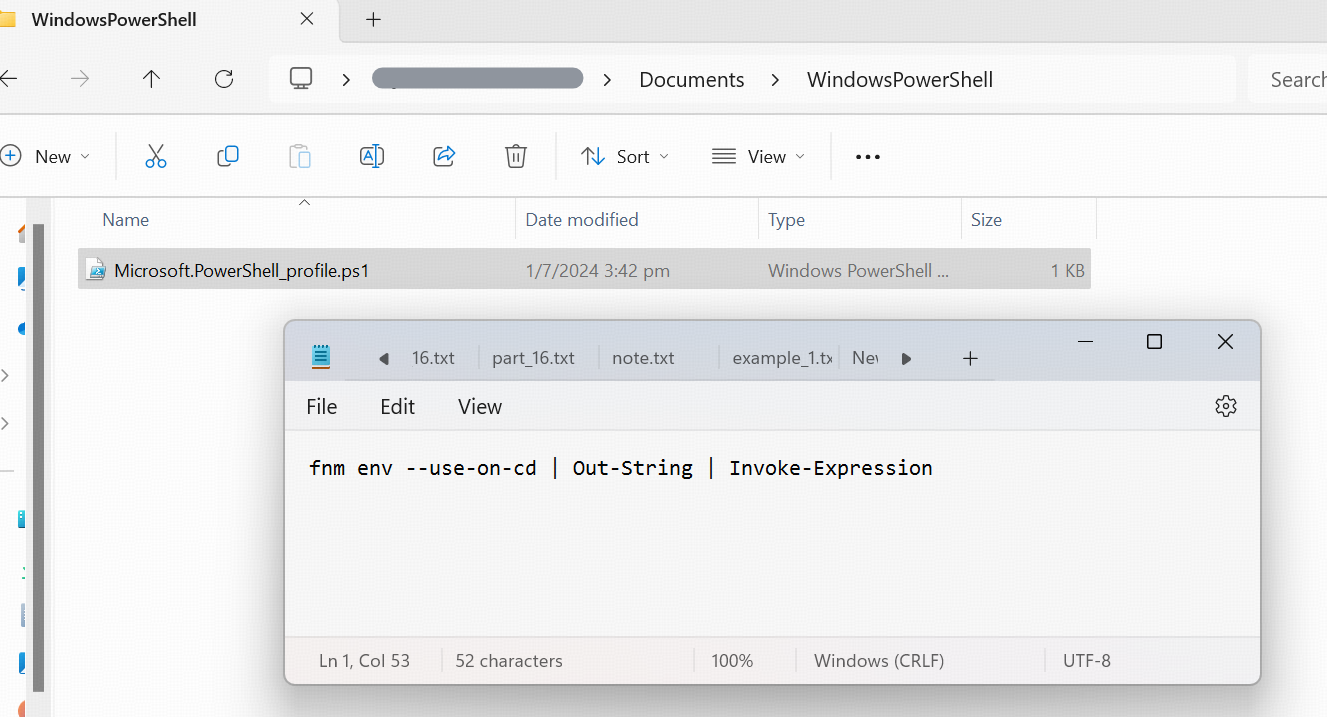 WindowsPowerShell
Documents > WindowsPowerShell
Search
New
Sort
View
Name Date modified Type Size
Microsoft.PowerShell_profile.ps1 1/7/2024 3:42 pm Windows PowerShell ... 1 KB
16.txt part_16.txt note.txt example_1.tx Nev
File Edit View
fnm env --use-on-cd | Out-String | Invoke-Expression
Ln 1, Col 53 52 characters 100% Windows (CRLF) UTF-8